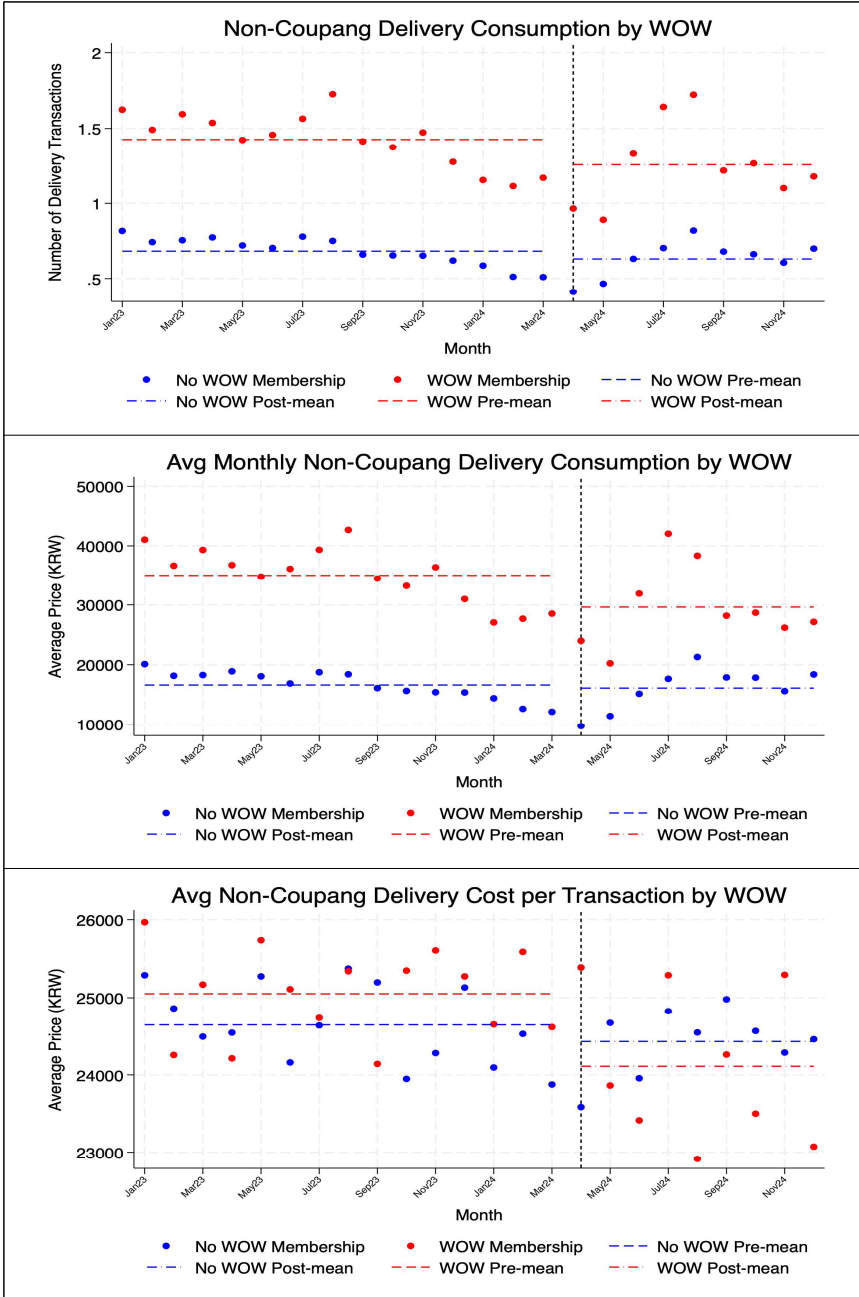 Non-Coupang Delivery Consumption by WOW
Number of Delivery Transactions
2
1.5
1
.5
Jan23 Mar23 May23 Jul23 Sep23 Nov23 Jan24 Mar24 May24 Jul24 Sep24 Nov24
Month
No WOW Membership WOW Membership No WOW Pre-mean
No WOW Post-mean WOW Pre-mean WOW Post-mean
Avg Monthly Non-Coupang Delivery Consumption by WOW
Average Price (KRW)
50000
40000
30000
20000
10000
Jan23 Mar23 May23 Jul23 Sep23 Nov23 Jan24 Mar24 May24 Jul24 Sep24 Nov24
Month
No WOW Membership WOW Membership No WOW Pre-mean
No WOW Post-mean WOW Pre-mean WOW Post-mean
Avg Non-Coupang Delivery Cost per Transaction by WOW
Average Price (KRW)
26000
25000
24000
23000
Jan23 Mar23 May23 Jul23 Sep23 Nov23 Jan24 Mar24 May24 Jul24 Sep24 Nov24
Month
No WOW Membership WOW Membership No WOW Pre-mean
No WOW Post-mean WOW Pre-mean WOW Post-mean